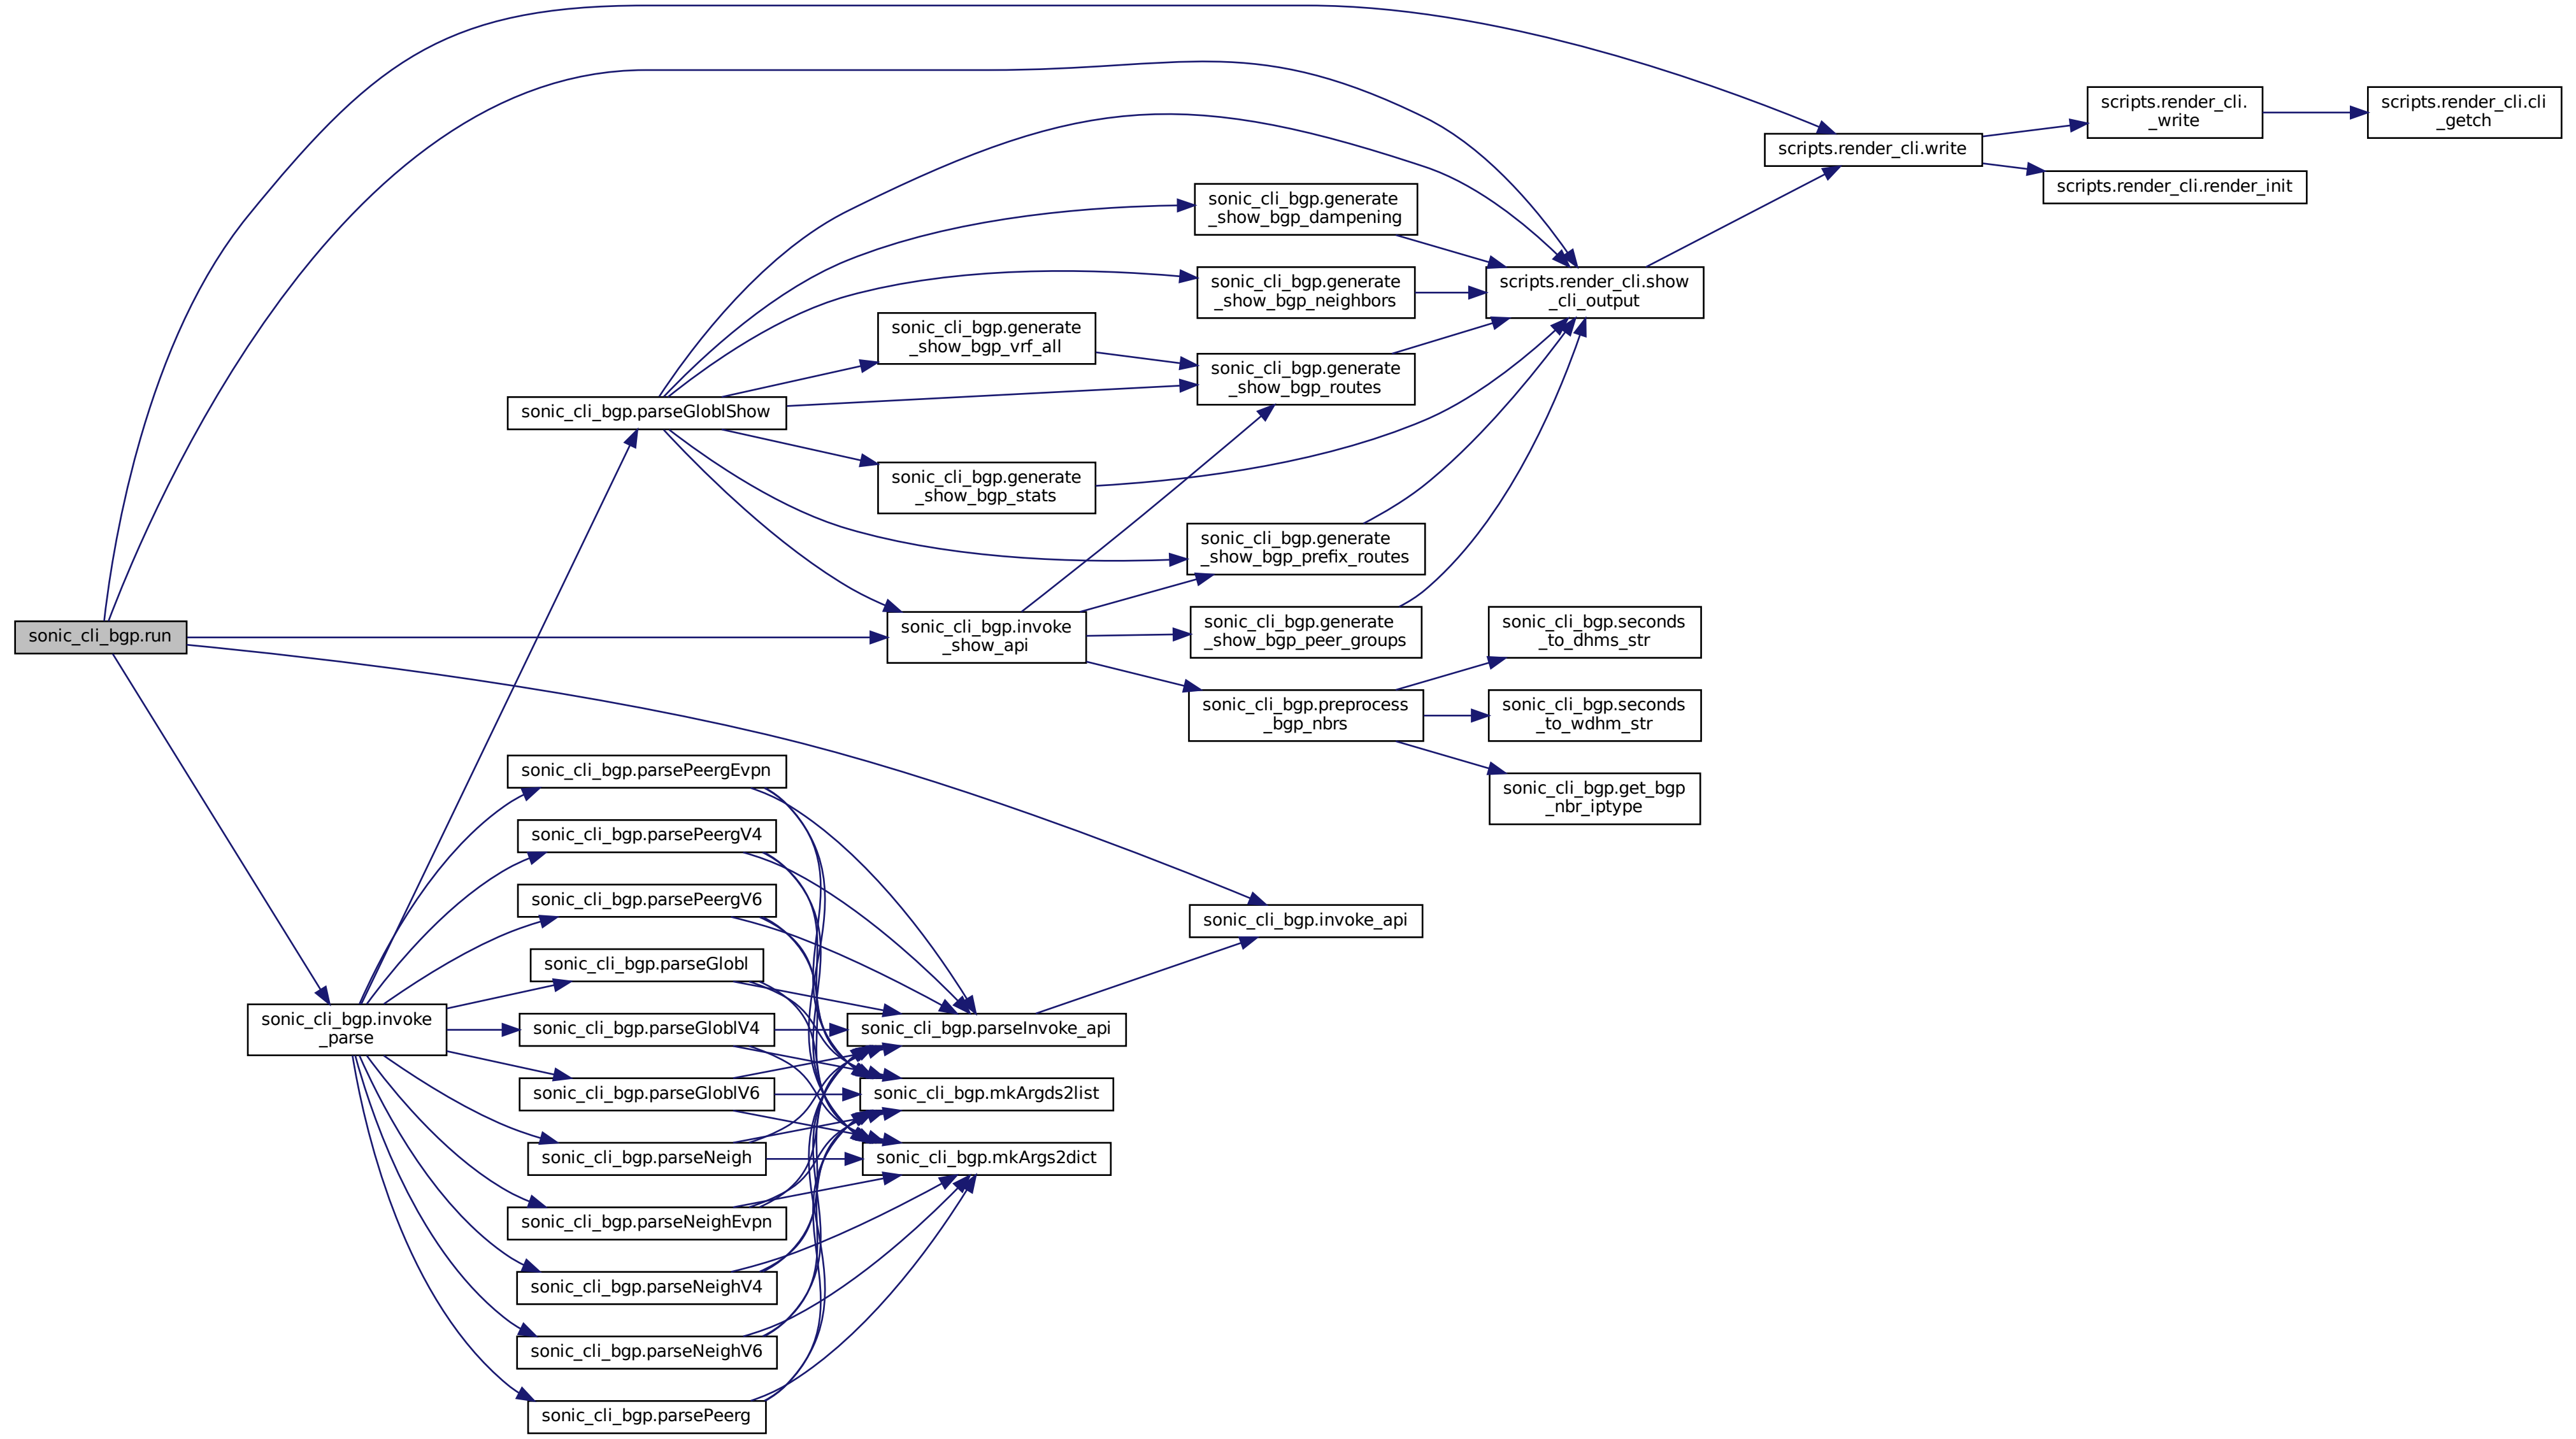 scripts.render_cli.
_write
scripts.render_cli.cli
_getch
scripts.render_cli.write
scripts.render_cli.render_init
sonic_cli_bgp.generate
_show_bgp_dampening
sonic_cli_bgp.generate
_show_bgp_neighbors
scripts.render_cli.show
_cli_output
sonic_cli_bgp.generate
_show_bgp_vrf_all
sonic_cli_bgp.generate
_show_bgp_routes
sonic_cli_bgp.parseGloblShow
sonic_cli_bgp.generate
_show_bgp_stats
sonic_cli_bgp.generate
_show_bgp_prefix_routes
sonic_cli_bgp.run
sonic_cli_bgp.invoke
_show_api
sonic_cli_bgp.generate
_show_bgp_peer_groups
sonic_cli_bgp.seconds
_to_dhms_str
sonic_cli_bgp.preprocess
_bgp_nbrs
sonic_cli_bgp.seconds
_to_wdhm_str
sonic_cli_bgp.get_bgp
_nbr_iptype
sonic_cli_bgp.parsePeergEvpn
sonic_cli_bgp.parsePeergV4
sonic_cli_bgp.parsePeergV6
sonic_cli_bgp.invoke_api
sonic_cli_bgp.parseGlobl
sonic_cli_bgp.invoke
_parse
sonic_cli_bgp.parseGloblV4
sonic_cli_bgp.parseInvoke_api
sonic_cli_bgp.parseGloblV6
sonic_cli_bgp.mkArgds2list
sonic_cli_bgp.parseNeigh
sonic_cli_bgp.mkArgs2dict
sonic_cli_bgp.parseNeighEvpn
sonic_cli_bgp.parseNeighV4
sonic_cli_bgp.parseNeighV6
sonic_cli_bgp.parsePeerg